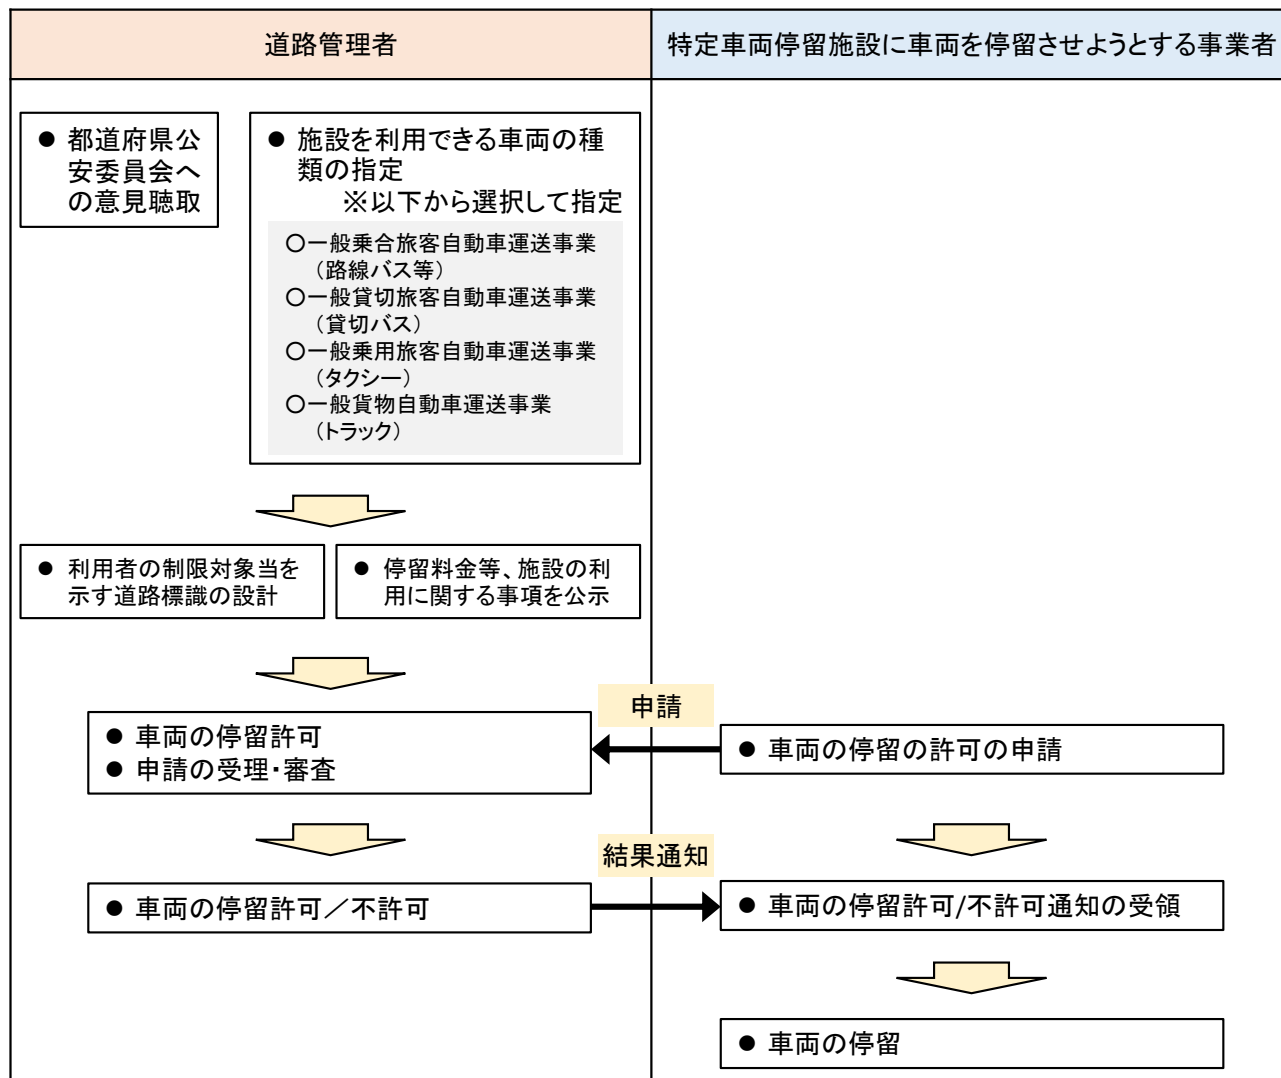 道路管理者
特定車両停留施設に車両を停留させようとする事業者
● 都道府県公
安委員会へ
の意見聴取
● 施設を利用できる車両の種
類の指定
※以下から選択して指定
○一般乗合旅客自動車運送事業
（路線バス等）
○一般貸切旅客自動車運送事業
（貸切バス）
○一般乗用旅客自動車運送事業
（タクシー）
○一般貨物自動車運送事業
（トラック）
● 利用者の制限対象当を
示す道路標識の設計
● 停留料金等、施設の利
用に関する事項を公示
申請
● 車両の停留許可
● 申請の受理・審査
● 車両の停留の許可の申請
結果通知
● 車両の停留許可／不許可
● 車両の停留許可/不許可通知の受領
● 車両の停留